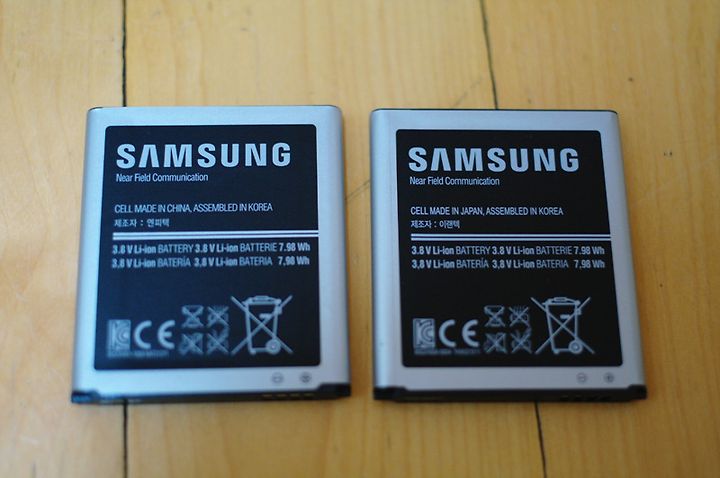 SAMSUNG
Near Field Communication
CELL MADE IN CHINA, ASSEMBLED IN KOREA
제조자 : 엔피텍
3.8 V Li-ion BATTERY 3.8 V Li-ion BATTERIE 7.98 Wh
3,8 V Li-ion BATERÍA 3,8 V Li-ion BATERIA 7,98 Wh
CE
SAMSUNG
Near Field Communication
CELL MADE IN JAPAN, ASSEMBLED IN KOREA
제조자 : 이랜텍
3.8 V Li-ion BATTERY 3.8 V Li-ion BATTERIE 7.98 Wh
3,8 V Li-ion BATERÍA 3,8 V Li-ion BATERIA 7,98 Wh
CE